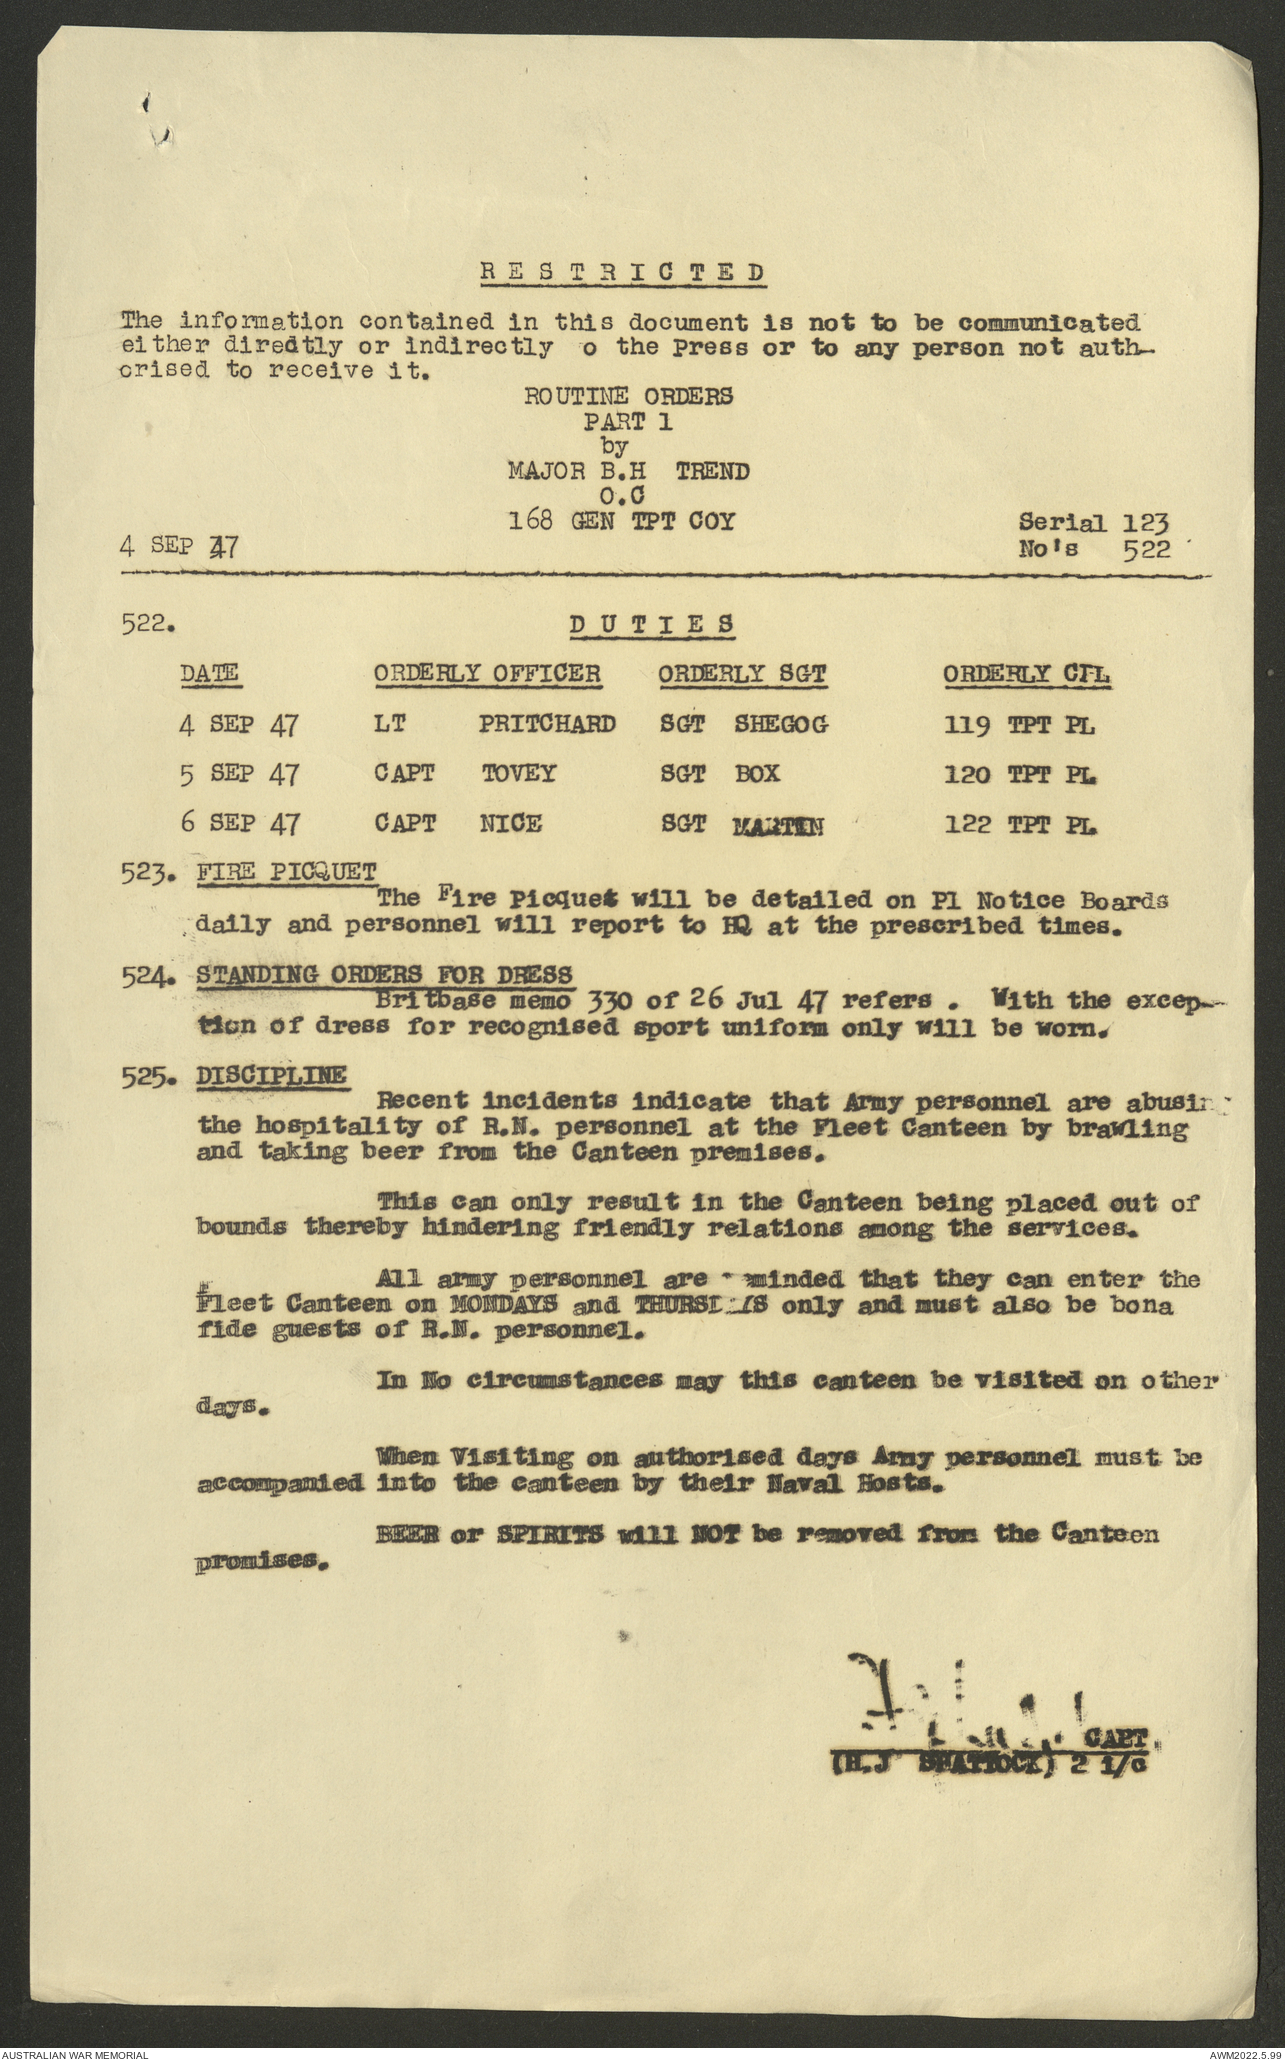 R E S T R I C T E D
The information contained in this document is not to be communicated
either diredtly or indirectly o the Press or to any person not auth-
orised to receive it.
ROUTINE ORDERS
PART 1
by
MAJOR B.H TREND
O.C
168 GEN TPT COY
Serial 123
4 SEP 47
No's 522
522. D U T I E S
DATE ORDERLY OFFICER ORDERLY SGT ORDERLY CPL
4 SEP 47 LT PRITCHARD SGT SHEGOG 119 TPT PL
5 SEP 47 CAPT TOVEY SGT BOX 120 TPT PL
6 SEP 47 CAPT NICE SGT MARTIN 122 TPT PL
523. FIRE PICQUET
The Fire Picquet will be detailed on Pl Notice Boards
daily and personnel will report to HQ at the prescribed times.
524. STANDING ORDERS FOR DRESS
Britbase memo 330 of 26 Jul 47 refers . With the excep-
tion of dress for recognised sport uniform only will be worn.
525. DISCIPLINE
Recent incidents indicate that Army personnel are abusing
the hospitality of R.N. personnel at the Fleet Canteen by brawling
and taking beer from the Canteen premises.
This can only result in the Canteen being placed out of
bounds thereby hindering friendly relations among the services.
All army personnel are minded that they can enter the
Fleet Canteen on MONDAYS and THURSDAYS only and must also be bona
fide guests of R.N. personnel.
In No circumstances may this canteen be visited on other
days.
When Visiting on authorised days Army personnel must be
accompanied into the canteen by their Naval Hosts.
BEER or SPIRITS will NOT be removed from the Canteen
promises.
CAPT.
(H.J SHATTOCK) 2 i/c
AUSTRALIAN WAR MEMORIAL
AWM2022.5.99